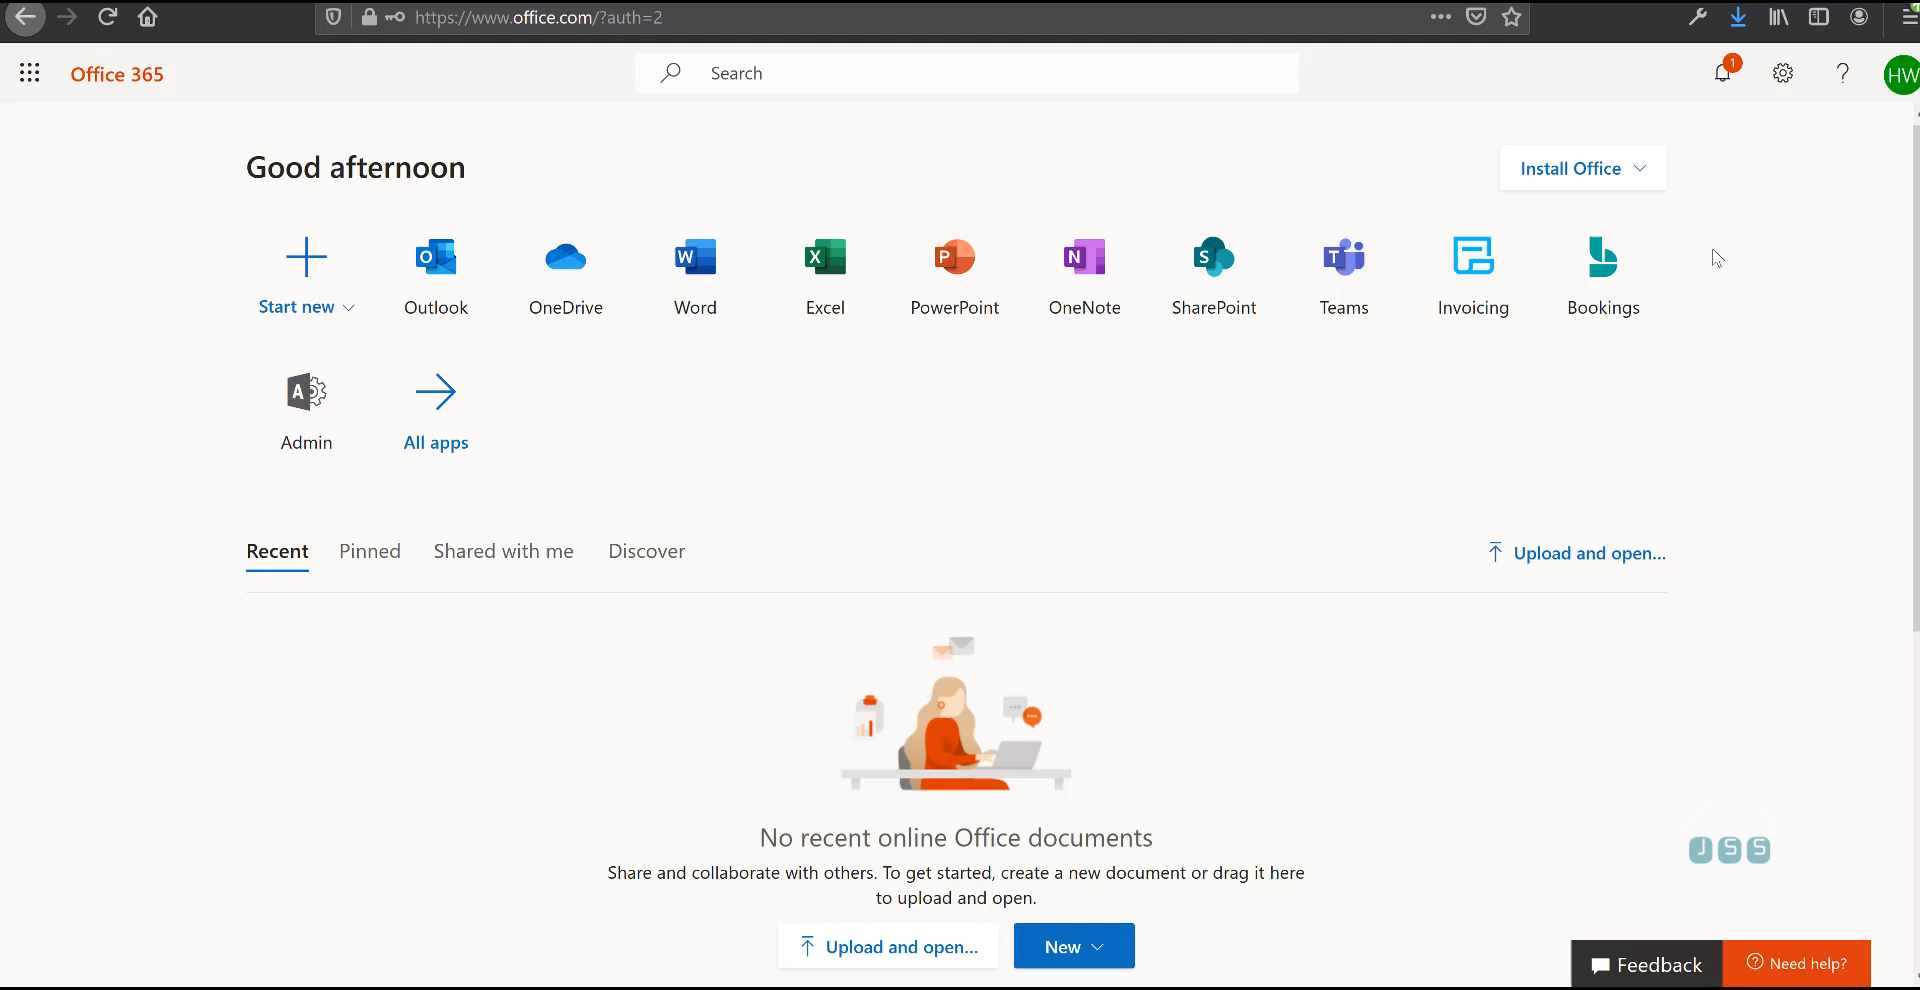 https://www.office.com/?auth=2
Office 365
Search
1
HW
Good afternoon
Install Office
Start new
Outlook
OneDrive
Word
Excel
PowerPoint
OneNote
SharePoint
Teams
Invoicing
Bookings
Admin
All apps
Recent
Pinned
Shared with me
Discover
Upload and open...
No recent online Office documents
Share and collaborate with others. To get started, create a new document or drag it here
to upload and open.
Upload and open...
New
JSS
Feedback
Need help?